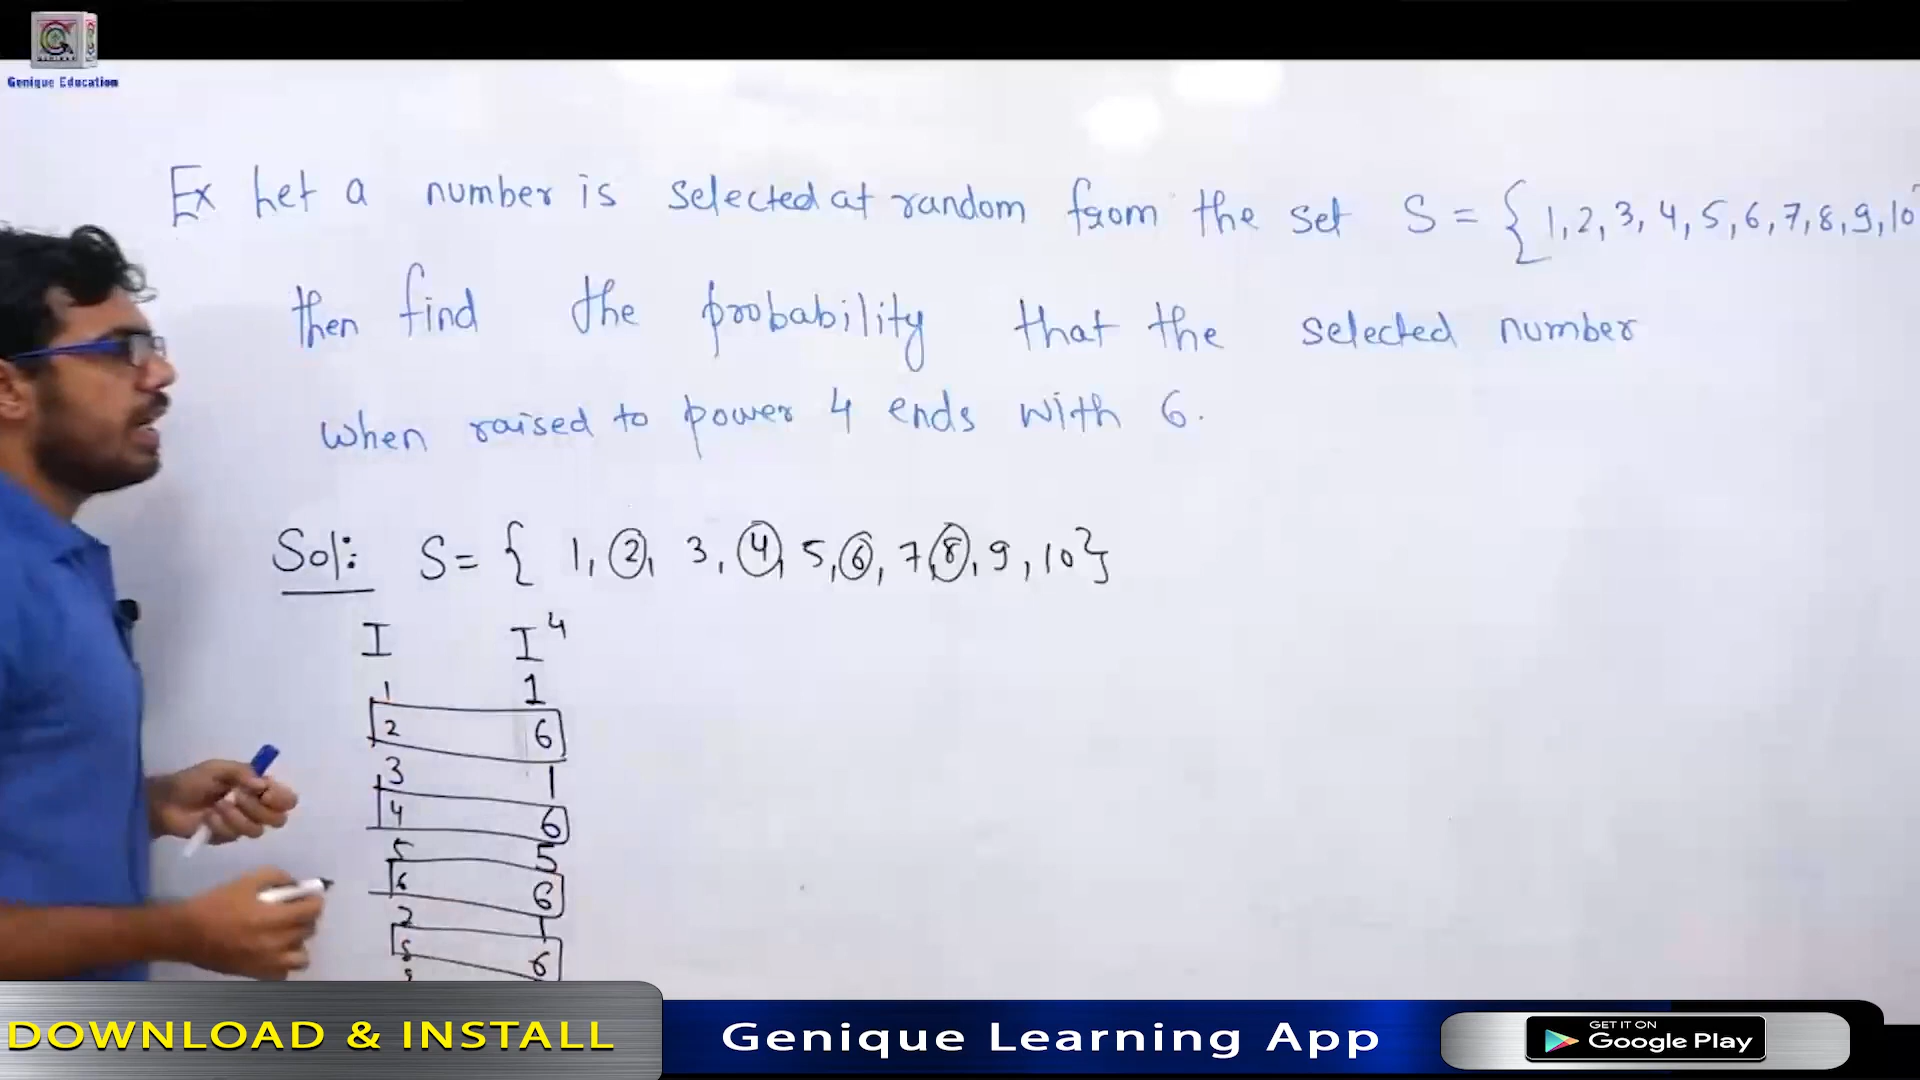 Genique Education
Ex Let a number is selected at random from the set S = {1,2,3,4,5,6,7,8,9,10
then find the probability that the selected number
when raised to power 4 ends with 6.
Sol: S = { 1, 2, 3, 4, 5, 6, 7, 8, 9, 10}
I I⁴
1 1
2 6
3 1
4 6
5 5
6 6
7 1
8 6
9
DOWNLOAD & INSTALL
Genique Learning App
GET IT ON
Google Play